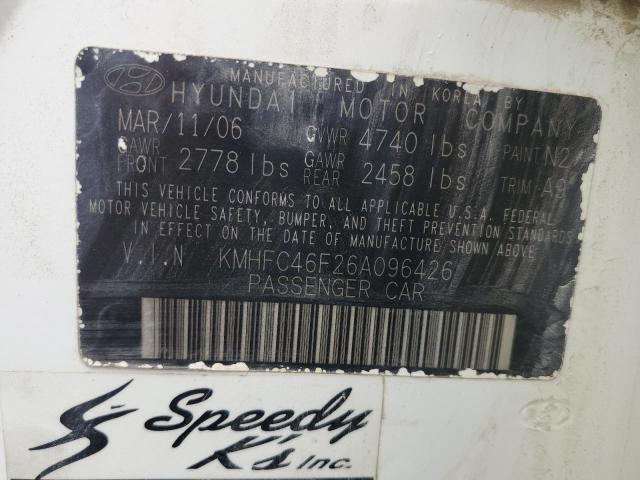 MANUFACTURED IN KORLA BY
HYUNDAI MOTOR COMPANY
MAR/11/06 GVWR 4740 lbs PAINT N2
GAWR FRONT 2778 lbs GAWR REAR 2458 lbs TRIM A9
THIS VEHICLE CONFORMS TO ALL APPLICABLE U.S.A. FEDERAL
MOTOR VEHICLE SAFETY, BUMPER, AND THEFT PREVENTION STANDARDS
IN EFFECT ON THE DATE OF MANUFACTURE SHOWN ABOVE.
V.I.N KMHFC46F26A096426
PASSENGER CAR
Speedy
K's Inc.